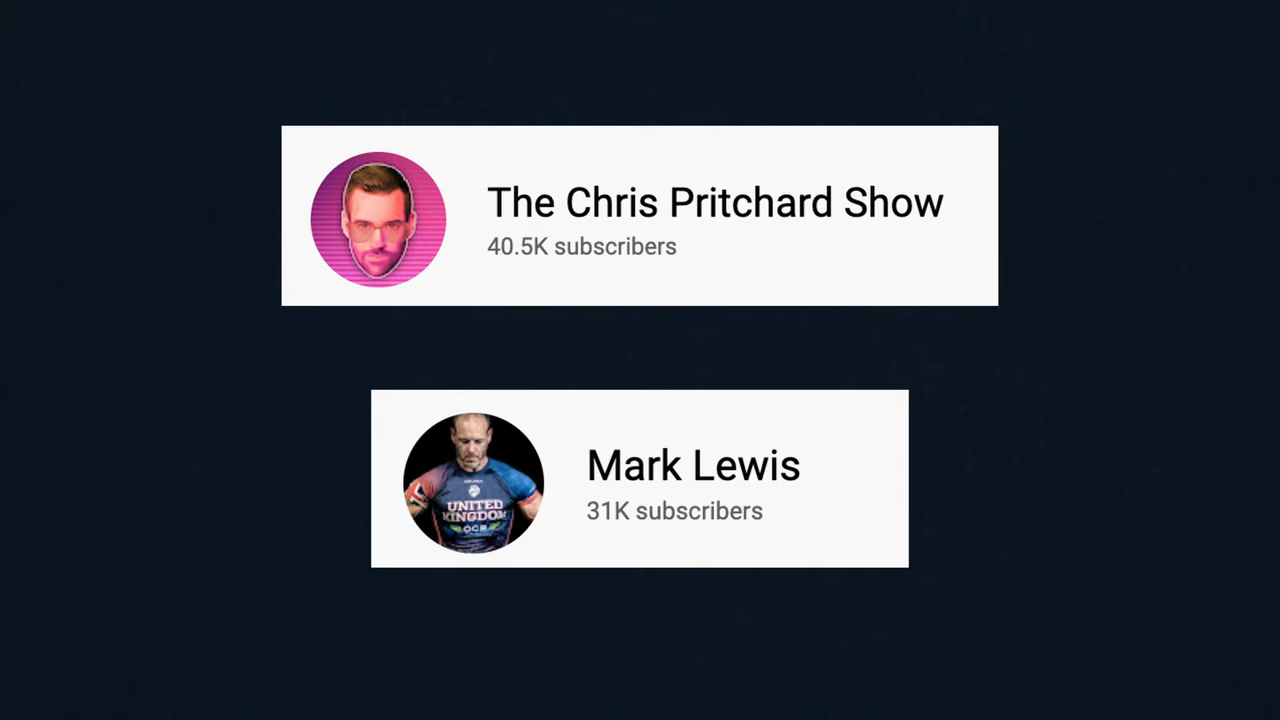 The Chris Pritchard Show
40.5K subscribers
Mark Lewis
31K subscribers
UNITED
KINGDOM
OCR